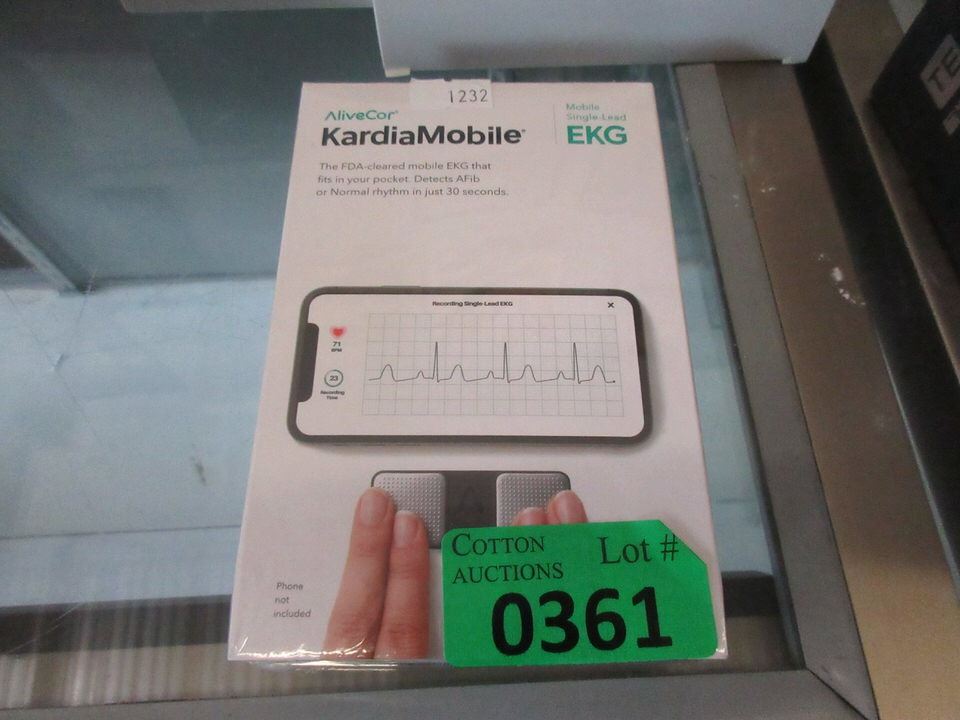 1232
AliveCor®
KardiaMobile®
Mobile
Single-Lead
EKG
The FDA-cleared mobile EKG that
fits in your pocket. Detects AFib
or Normal rhythm in just 30 seconds.
Recording Single-Lead EKG
X
71
BPM
23
Recording
Time
Phone
not
included
COTTON
AUCTIONS
Lot #
0361
TE